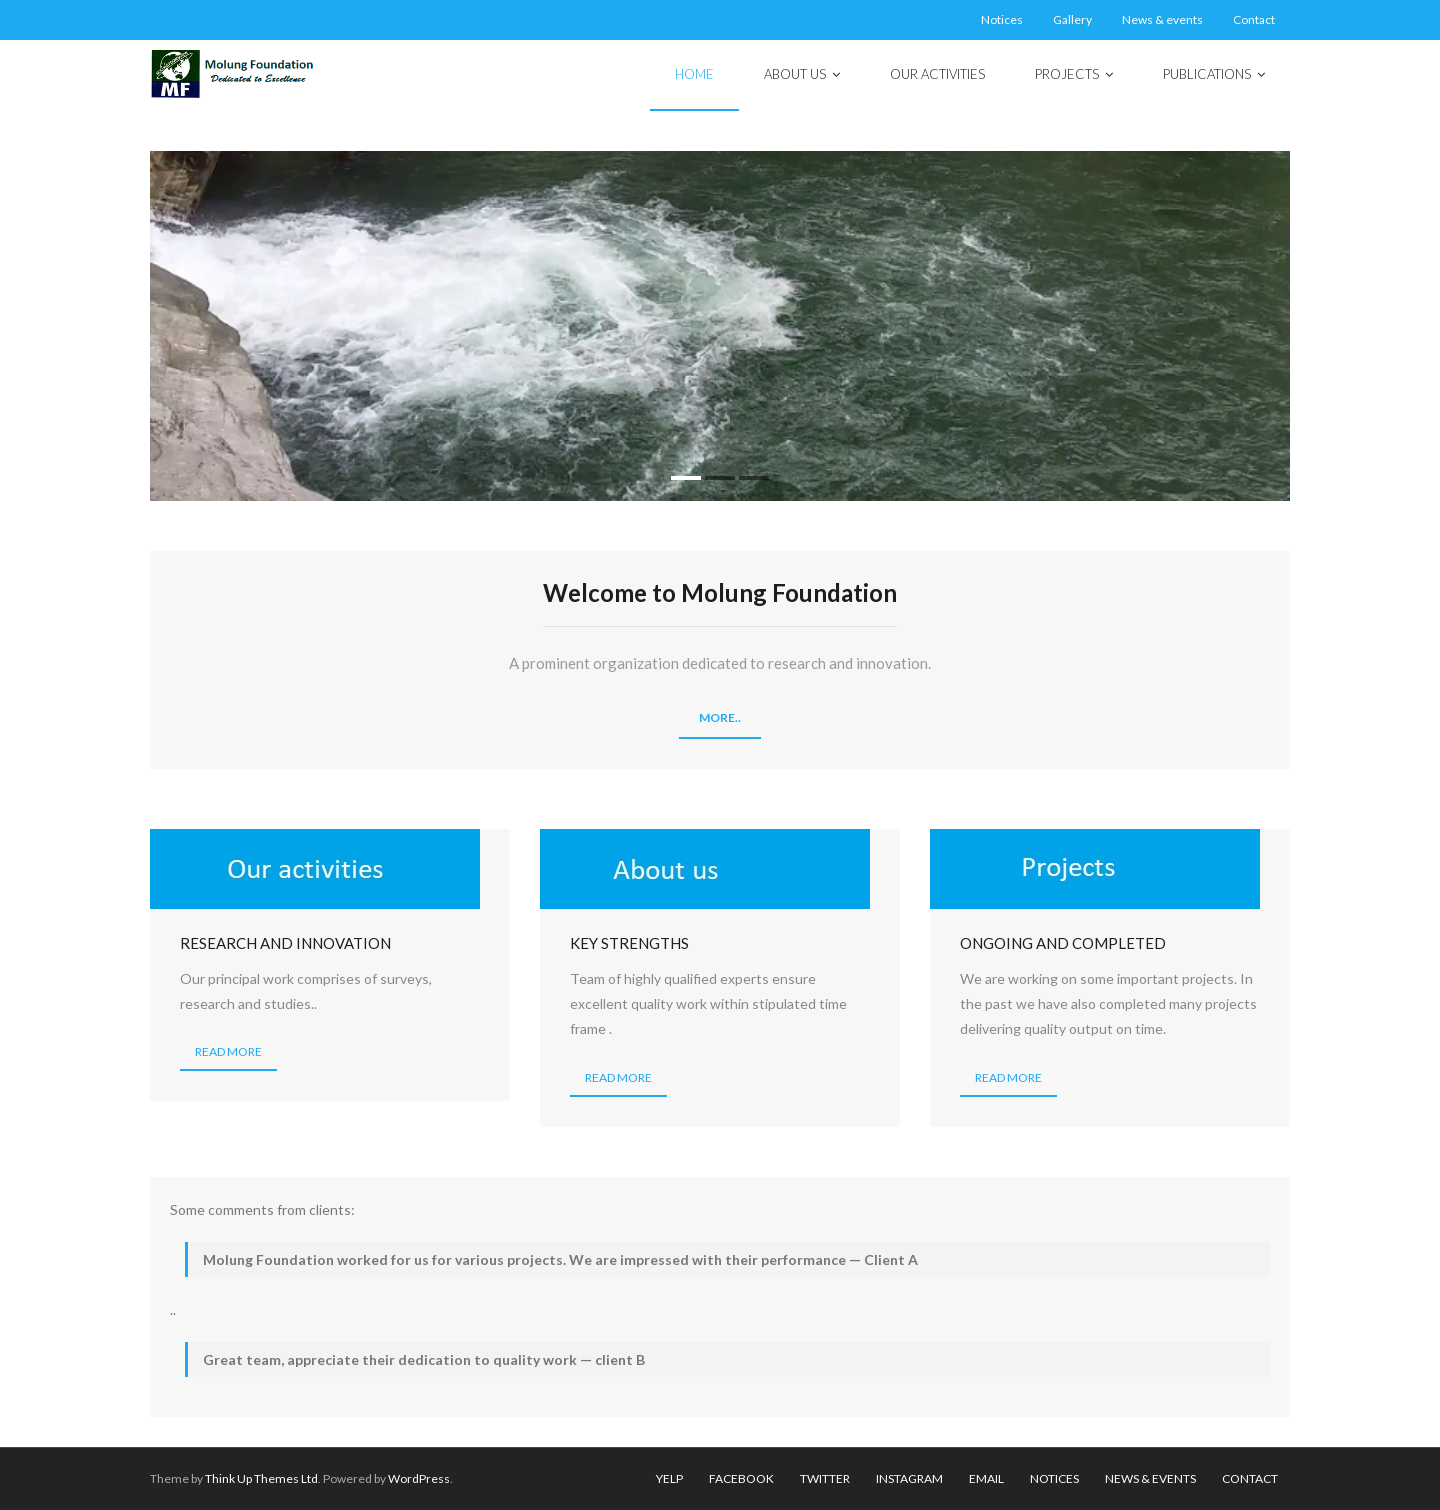 Notices Gallery News & events Contact
Molung Foundation
Dedicated to Excellence
MF
HOME ABOUT US OUR ACTIVITIES PROJECTS PUBLICATIONS
Welcome to Molung Foundation
A prominent organization dedicated to research and innovation.
MORE..
Our activities
RESEARCH AND INNOVATION
Our principal work comprises of surveys,
research and studies..
READ MORE
About us
KEY STRENGTHS
Team of highly qualified experts ensure
excellent quality work within stipulated time
frame .
READ MORE
Projects
ONGOING AND COMPLETED
We are working on some important projects. In
the past we have also completed many projects
delivering quality output on time.
READ MORE
Some comments from clients:
Molung Foundation worked for us for various projects. We are impressed with their performance — Client A
..
Great team, appreciate their dedication to quality work — client B
Theme by Think Up Themes Ltd. Powered by WordPress.
YELP FACEBOOK TWITTER INSTAGRAM EMAIL NOTICES NEWS & EVENTS CONTACT